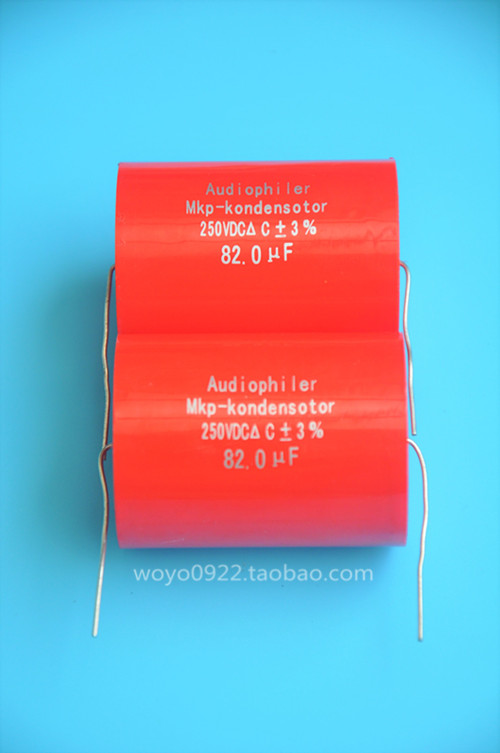 Audiophiler
Mkp-kondensotor
250VDCΔ C ± 3%
82.0 μF
Audiophiler
Mkp-kondensotor
250VDCΔ C ± 3%
82.0 μF
woyo0922.taobao.com